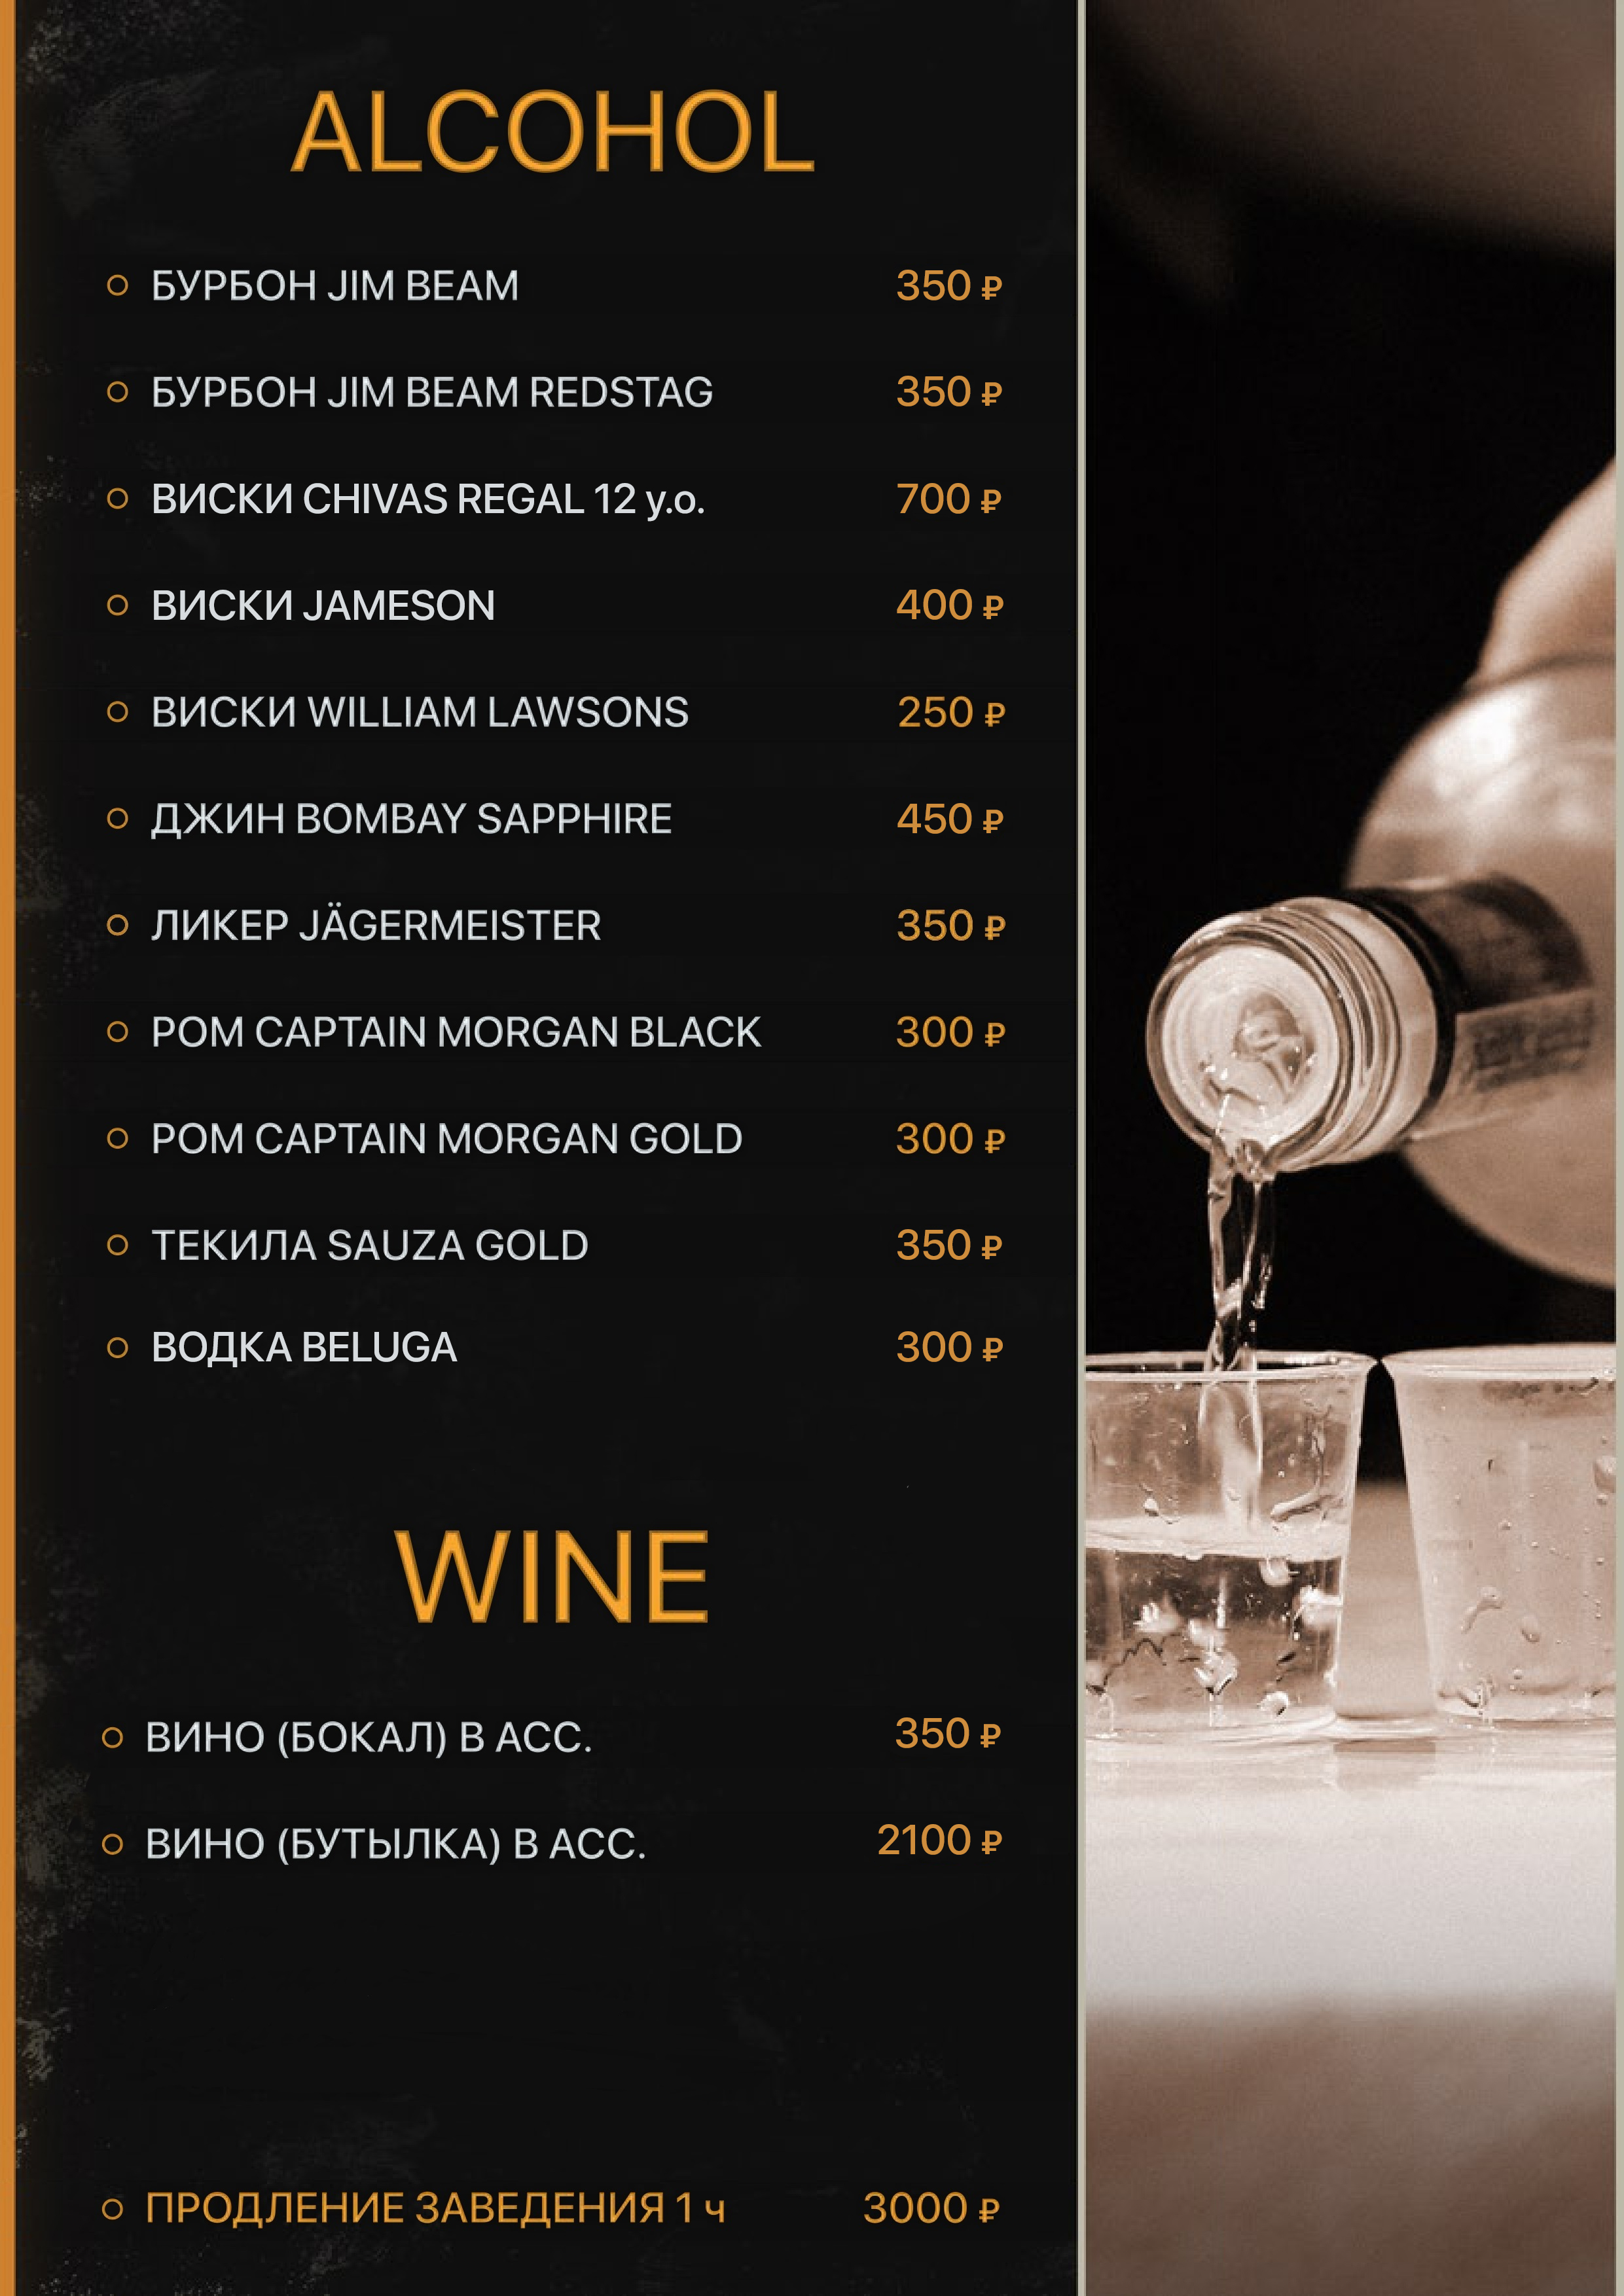 ALCOHOL
БУРБОН JIM BEAM 350 ₽
БУРБОН JIM BEAM REDSTAG 350 ₽
ВИСКИ CHIVAS REGAL 12 y.o. 700 ₽
ВИСКИ JAMESON 400 ₽
ВИСКИ WILLIAM LAWSONS 250 ₽
ДЖИН BOMBAY SAPPHIRE 450 ₽
ЛИКЕР JÄGERMEISTER 350 ₽
РОМ CAPTAIN MORGAN BLACK 300 ₽
РОМ CAPTAIN MORGAN GOLD 300 ₽
ТЕКИЛА SAUZA GOLD 350 ₽
ВОДКА BELUGA 300 ₽
WINE
ВИНО (БОКАЛ) В АСС. 350 ₽
ВИНО (БУТЫЛКА) В АСС. 2100 ₽
ПРОДЛЕНИЕ ЗАВЕДЕНИЯ 1 ч 3000 ₽